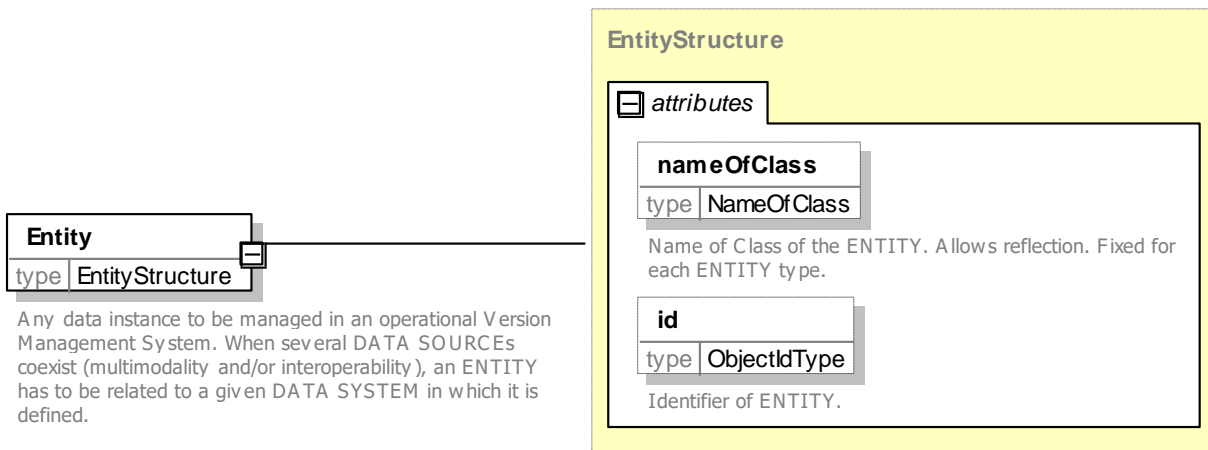 EntityStructure
attributes
nameOfClass
type NameOfClass
Name of Class of the ENTITY. Allows reflection. Fixed for
each ENTITY type.
id
type ObjectIdType
Identifier of ENTITY.
Entity
type EntityStructure
Any data instance to be managed in an operational Version
Management System. When several DATA SOURCEs
coexist (multimodality and/or interoperability), an ENTITY
has to be related to a given DATA SYSTEM in which it is
defined.